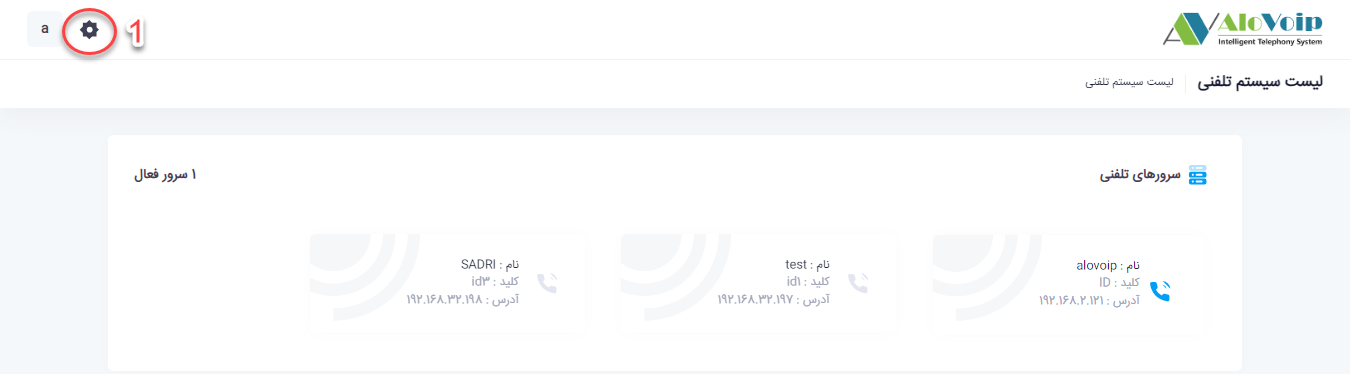 AloVoip
Intelligent Telephony System
1
a
لیست سیستم تلفنی
لیست سیستم تلفنی
سرورهای تلفنی
۱ سرور فعال
نام : alovoip
کلید : ID
آدرس : ۱۹۲.۱۶۸.۲.۱۲۱
نام : test
کلید : id۱
آدرس : ۱۹۲.۱۶۸.۳۲.۱۹۷
نام : SADRI
کلید : id۳
آدرس : ۱۹۲.۱۶۸.۳۲.۱۹۸